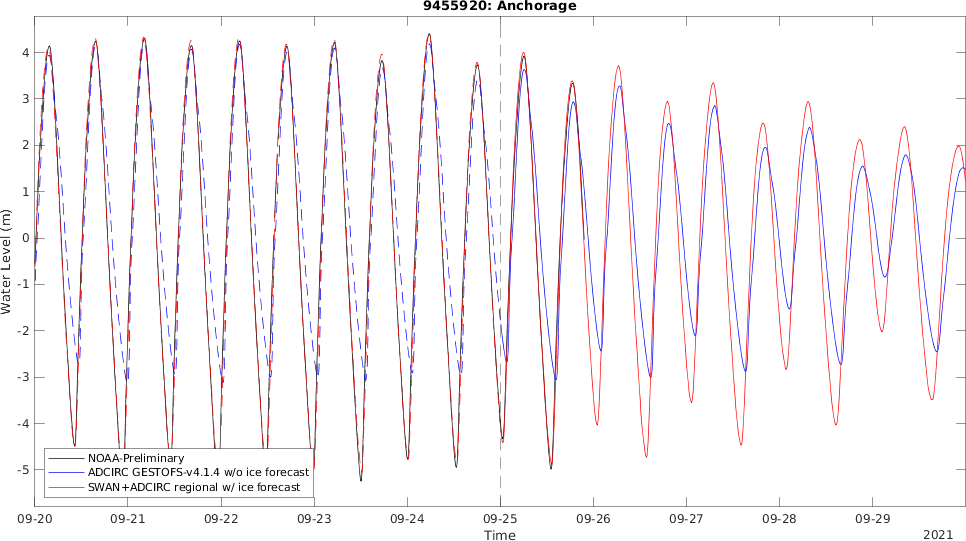 9455920: Anchorage
4
3
2
1
0
-1
-2
-3
-4
-5
Water Level (m)
NOAA-Preliminary
ADCIRC GESTOFS-v4.1.4 w/o ice forecast
SWAN+ADCIRC regional w/ ice forecast
09-20 09-21 09-22 09-23 09-24 09-25 09-26 09-27 09-28 09-29
Time
2021